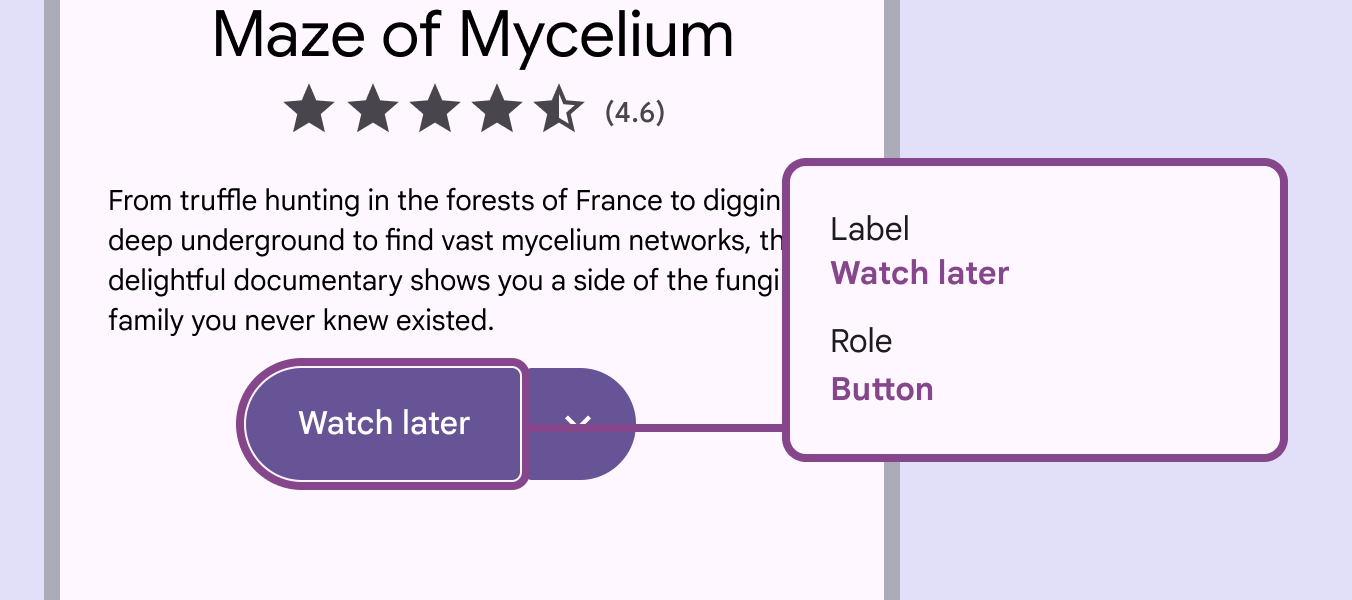 Maze of Mycelium
(4.6)
From truffle hunting in the forests of France to diggin
deep underground to find vast mycelium networks, th
delightful documentary shows you a side of the fungi
family you never knew existed.
Watch later
Label
Watch later
Role
Button